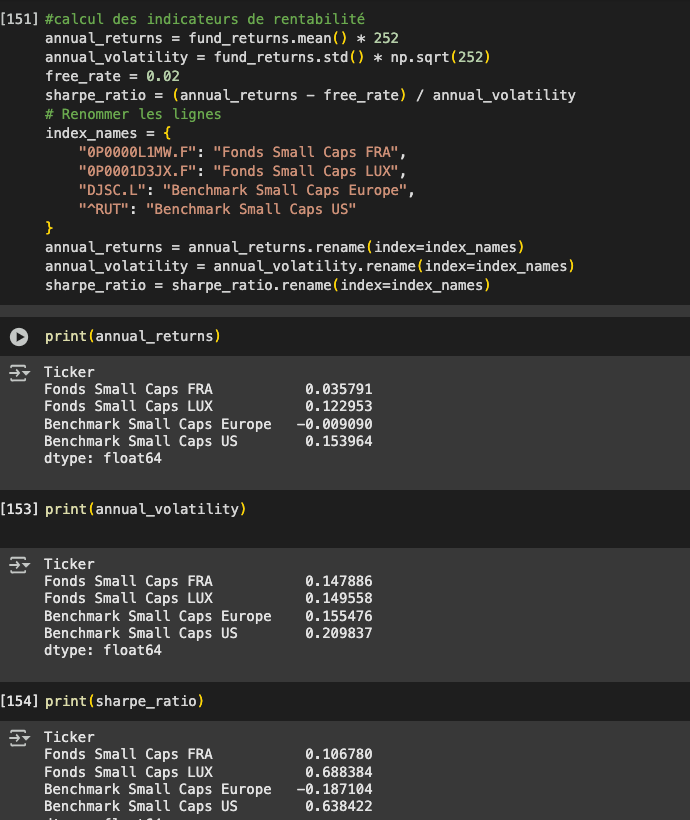 [151] #calcul des indicateurs de rentabilité
annual_returns = fund_returns.mean() * 252
annual_volatility = fund_returns.std() * np.sqrt(252)
free_rate = 0.02
sharpe_ratio = (annual_returns - free_rate) / annual_volatility
# Renommer les lignes
index_names = {
    "0P0000L1MW.F": "Fonds Small Caps FRA",
    "0P0001D3JX.F": "Fonds Small Caps LUX",
    "DJSC.L": "Benchmark Small Caps Europe",
    "^RUT": "Benchmark Small Caps US"
}
annual_returns = annual_returns.rename(index=index_names)
annual_volatility = annual_volatility.rename(index=index_names)
sharpe_ratio = sharpe_ratio.rename(index=index_names)
print(annual_returns)
Ticker
Fonds Small Caps FRA           0.035791
Fonds Small Caps LUX           0.122953
Benchmark Small Caps Europe   -0.009090
Benchmark Small Caps US        0.153964
dtype: float64
[153] print(annual_volatility)
Ticker
Fonds Small Caps FRA           0.147886
Fonds Small Caps LUX           0.149558
Benchmark Small Caps Europe    0.155476
Benchmark Small Caps US        0.209837
dtype: float64
[154] print(sharpe_ratio)
Ticker
Fonds Small Caps FRA           0.106780
Fonds Small Caps LUX           0.688384
Benchmark Small Caps Europe   -0.187104
Benchmark Small Caps US        0.638422